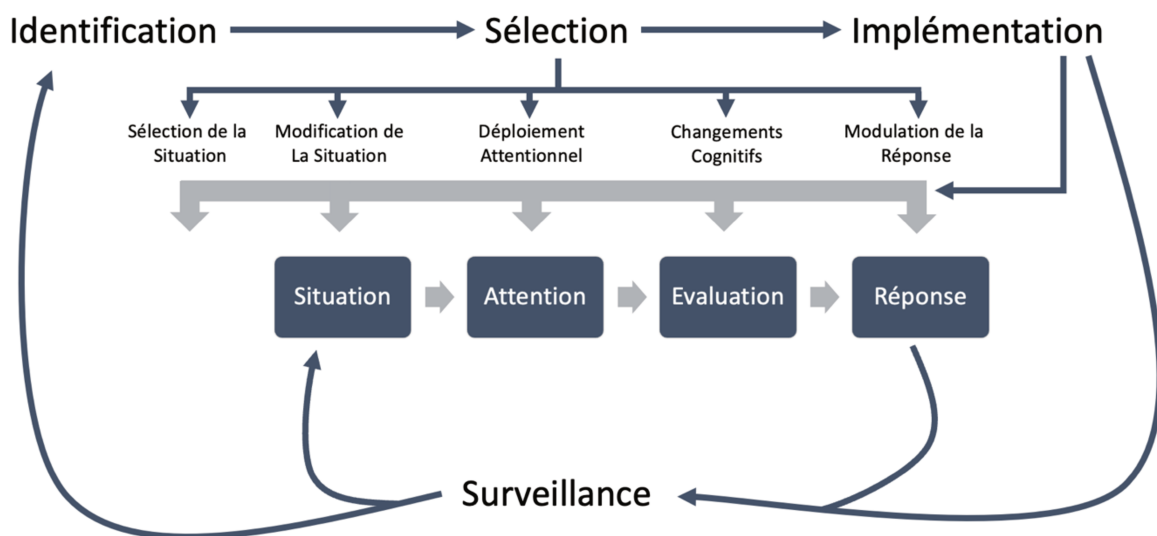 Identification
Sélection
Implémentation
Sélection de la
Situation
Modification de
La Situation
Déploiement
Attentionnel
Changements
Cognitifs
Modulation de la
Réponse
Situation
Attention
Evaluation
Réponse
Surveillance